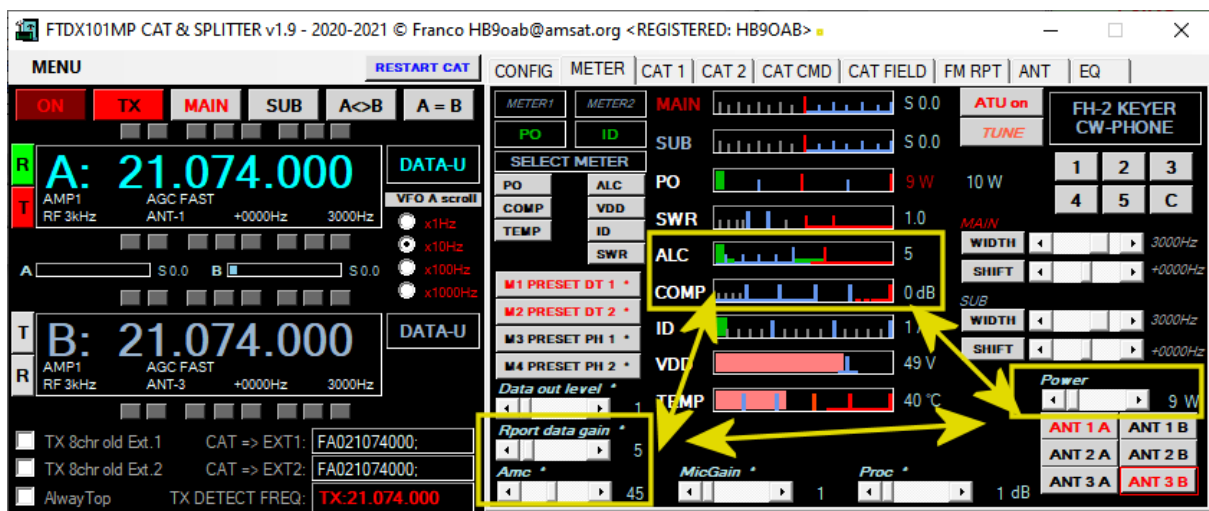 FTDX101MP CAT & SPLITTER v1.9 - 2020-2021 © Franco HB9oab@amsat.org <REGISTERED: HB9OAB>
MENU
RESTART CAT
ON TX MAIN SUB A<>B A = B
R
T
A: 21.074.000
DATA-U
AMP1 AGC FAST
RF 3kHz ANT-1 +0000Hz 3000Hz
VFO A scroll
x1Hz
x10Hz
x100Hz
x1000Hz
A S 0.0 B S 0.0
T
R
B: 21.074.000
DATA-U
AMP1 AGC FAST
RF 3kHz ANT-3 +0000Hz 3000Hz
TX 8chr old Ext.1 CAT => EXT1: FA021074000;
TX 8chr old Ext.2 CAT => EXT2: FA021074000;
AlwayTop TX DETECT FREQ: TX:21.074.000
CONFIG METER CAT 1 CAT 2 CAT CMD CAT FIELD FM RPT ANT EQ
METER1 METER2
PO ID
SELECT METER
PO ALC
COMP VDD
TEMP ID
SWR
M1 PRESET DT 1 *
M2 PRESET DT 2 *
M3 PRESET PH 1 *
M4 PRESET PH 2 *
Data out level *
1
Rport data gain *
5
Amc *
45
MAIN S 0.0
SUB S 0.0
PO 9 W 10 W
SWR 1.0
ALC 5
COMP 0 dB
ID
VDD 49 V
TEMP 40 °C
MicGain *
1
Proc *
1 dB
ATU on
TUNE
FH-2 KEYER
CW-PHONE
1 2 3
4 5 C
MAIN
WIDTH 3000Hz
SHIFT +0000Hz
SUB
WIDTH 3000Hz
SHIFT +0000Hz
Power
9 W
ANT 1 A ANT 1 B
ANT 2 A ANT 2 B
ANT 3 A ANT 3 B